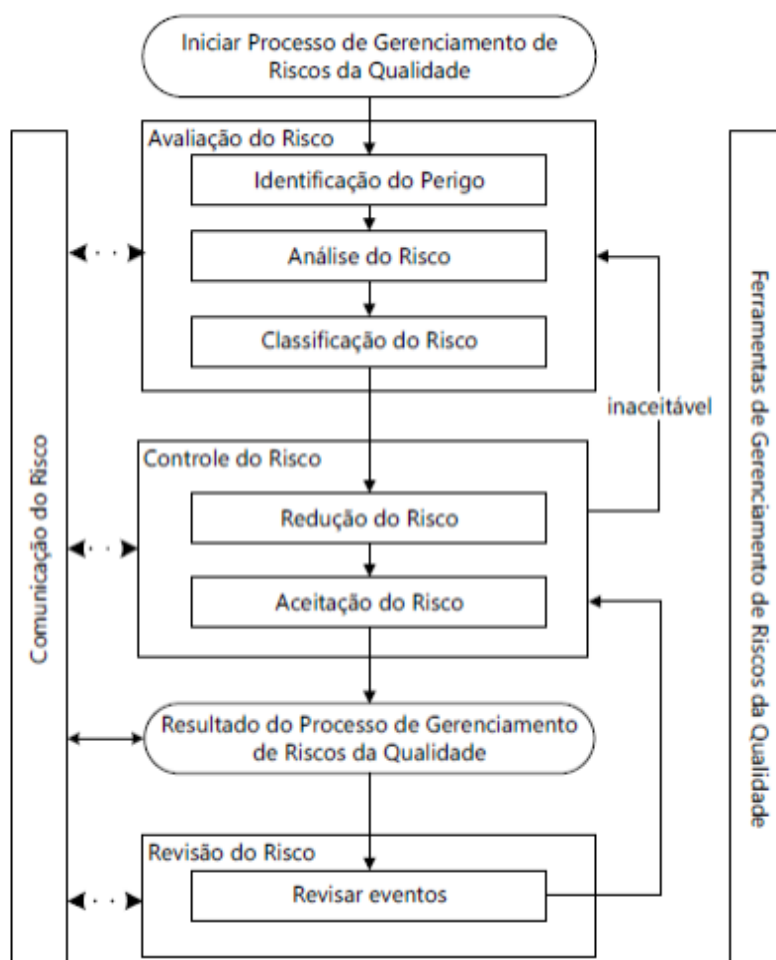 Iniciar Processo de Gerenciamento de
Riscos da Qualidade
Avaliação do Risco
Identificação do Perigo
Análise do Risco
Classificação do Risco
inaceitável
Controle do Risco
Redução do Risco
Aceitação do Risco
Resultado do Processo de Gerenciamento
de Riscos da Qualidade
Revisão do Risco
Revisar eventos
Comunicação do Risco
Ferramentas de Gerenciamento de Riscos da Qualidade